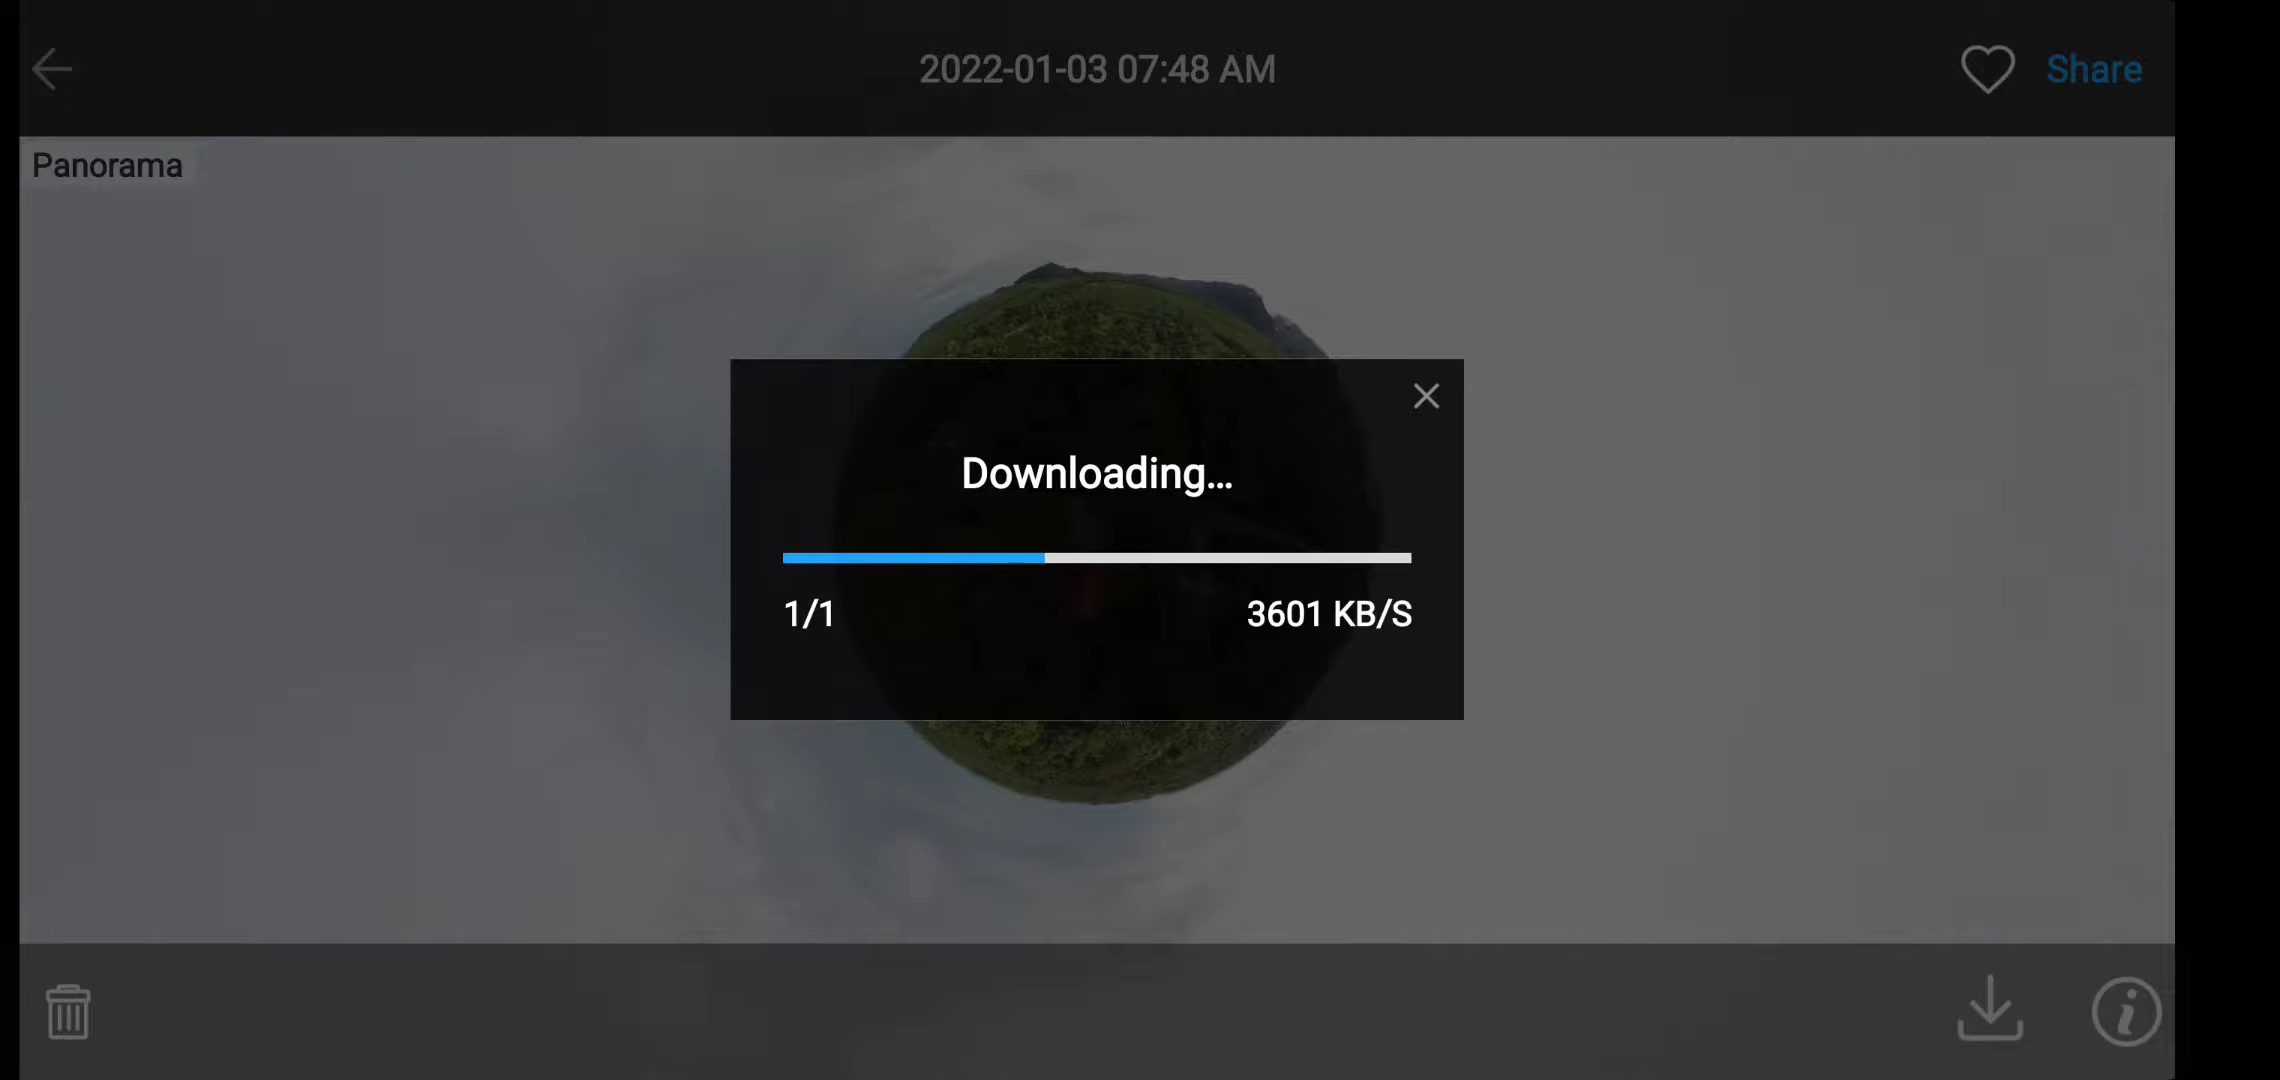 2022-01-03 07:48 AM
Share
Panorama
Downloading...
1/1
3601 KB/S